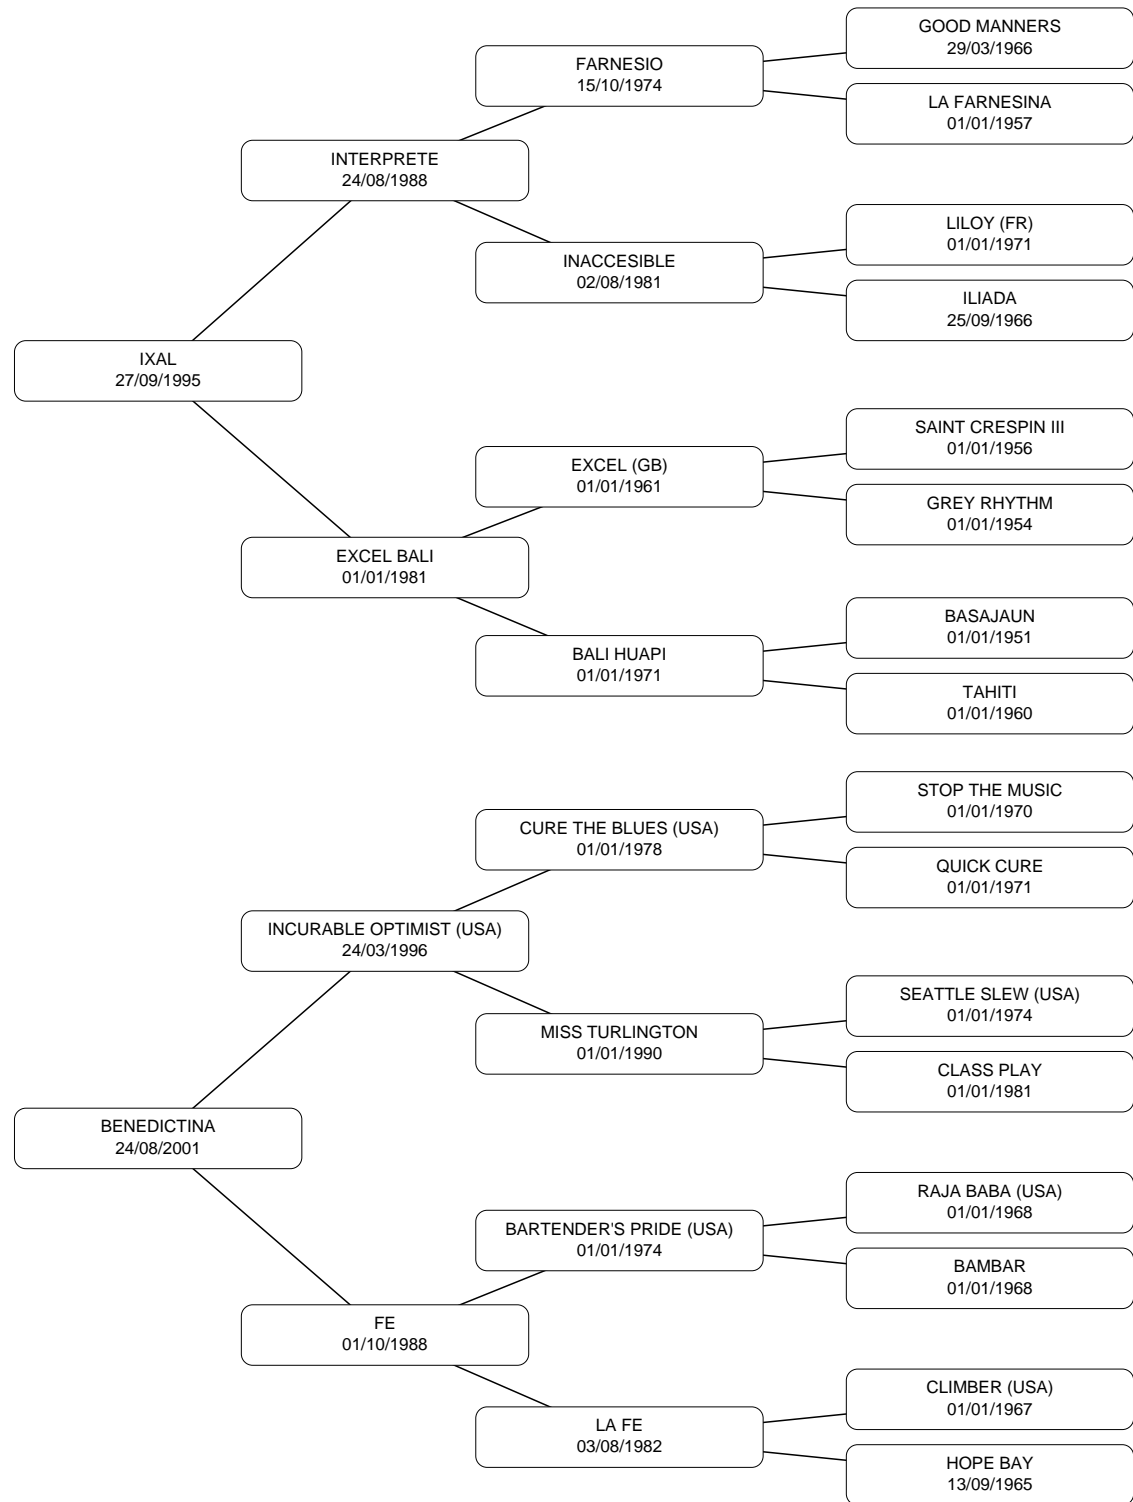 GOOD MANNERS
29/03/1966
FARNESIO
15/10/1974
LA FARNESINA
01/01/1957
INTERPRETE
24/08/1988
LILOY (FR)
01/01/1971
INACCESIBLE
02/08/1981
ILIADA
25/09/1966
IXAL
27/09/1995
SAINT CRESPIN III
01/01/1956
EXCEL (GB)
01/01/1961
GREY RHYTHM
01/01/1954
EXCEL BALI
01/01/1981
BASAJAUN
01/01/1951
BALI HUAPI
01/01/1971
TAHITI
01/01/1960
STOP THE MUSIC
01/01/1970
CURE THE BLUES (USA)
01/01/1978
QUICK CURE
01/01/1971
INCURABLE OPTIMIST (USA)
24/03/1996
SEATTLE SLEW (USA)
01/01/1974
MISS TURLINGTON
01/01/1990
CLASS PLAY
01/01/1981
BENEDICTINA
24/08/2001
RAJA BABA (USA)
01/01/1968
BARTENDER'S PRIDE (USA)
01/01/1974
BAMBAR
01/01/1968
FE
01/10/1988
CLIMBER (USA)
01/01/1967
LA FE
03/08/1982
HOPE BAY
13/09/1965